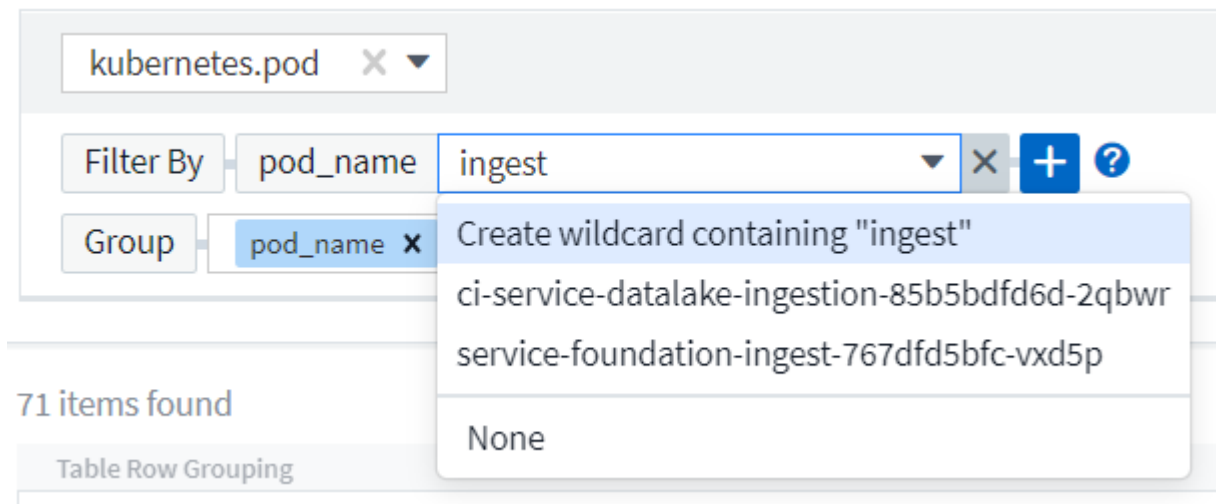 kubernetes.pod
Filter By pod_name ingest
Group pod_name
Create wildcard containing "ingest"
ci-service-datalake-ingestion-85b5bdfd6d-2qbwr
service-foundation-ingest-767dfd5bfc-vxd5p
None
71 items found
Table Row Grouping